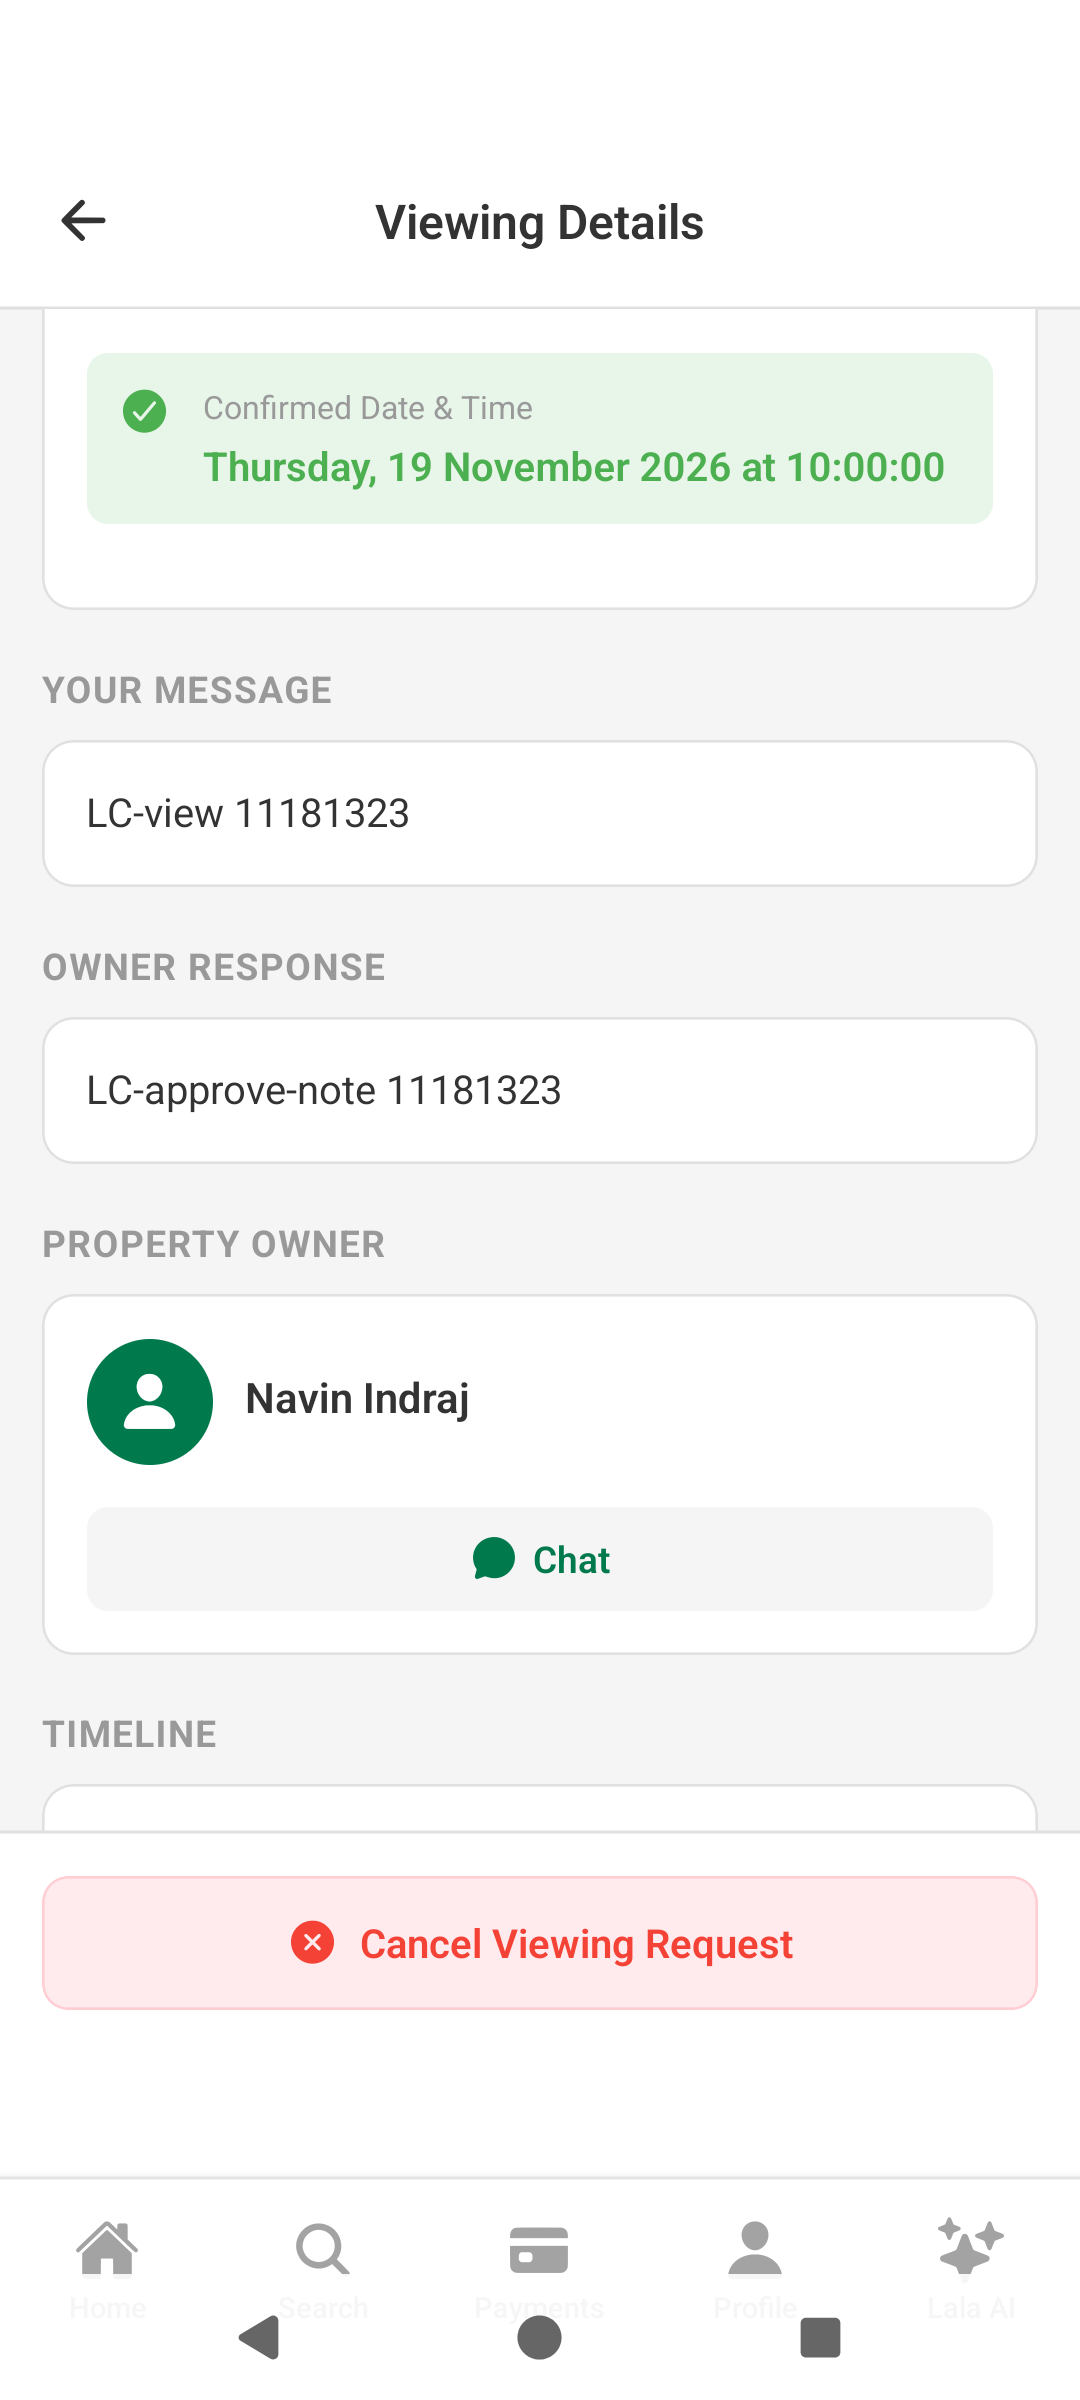 Viewing Details
Confirmed Date & Time
Thursday, 19 November 2026 at 10:00:00
YOUR MESSAGE
LC-view 11181323
OWNER RESPONSE
LC-approve-note 11181323
PROPERTY OWNER
Navin Indraj
Chat
TIMELINE
Cancel Viewing Request
Home
Search
Payments
Profile
Lala AI